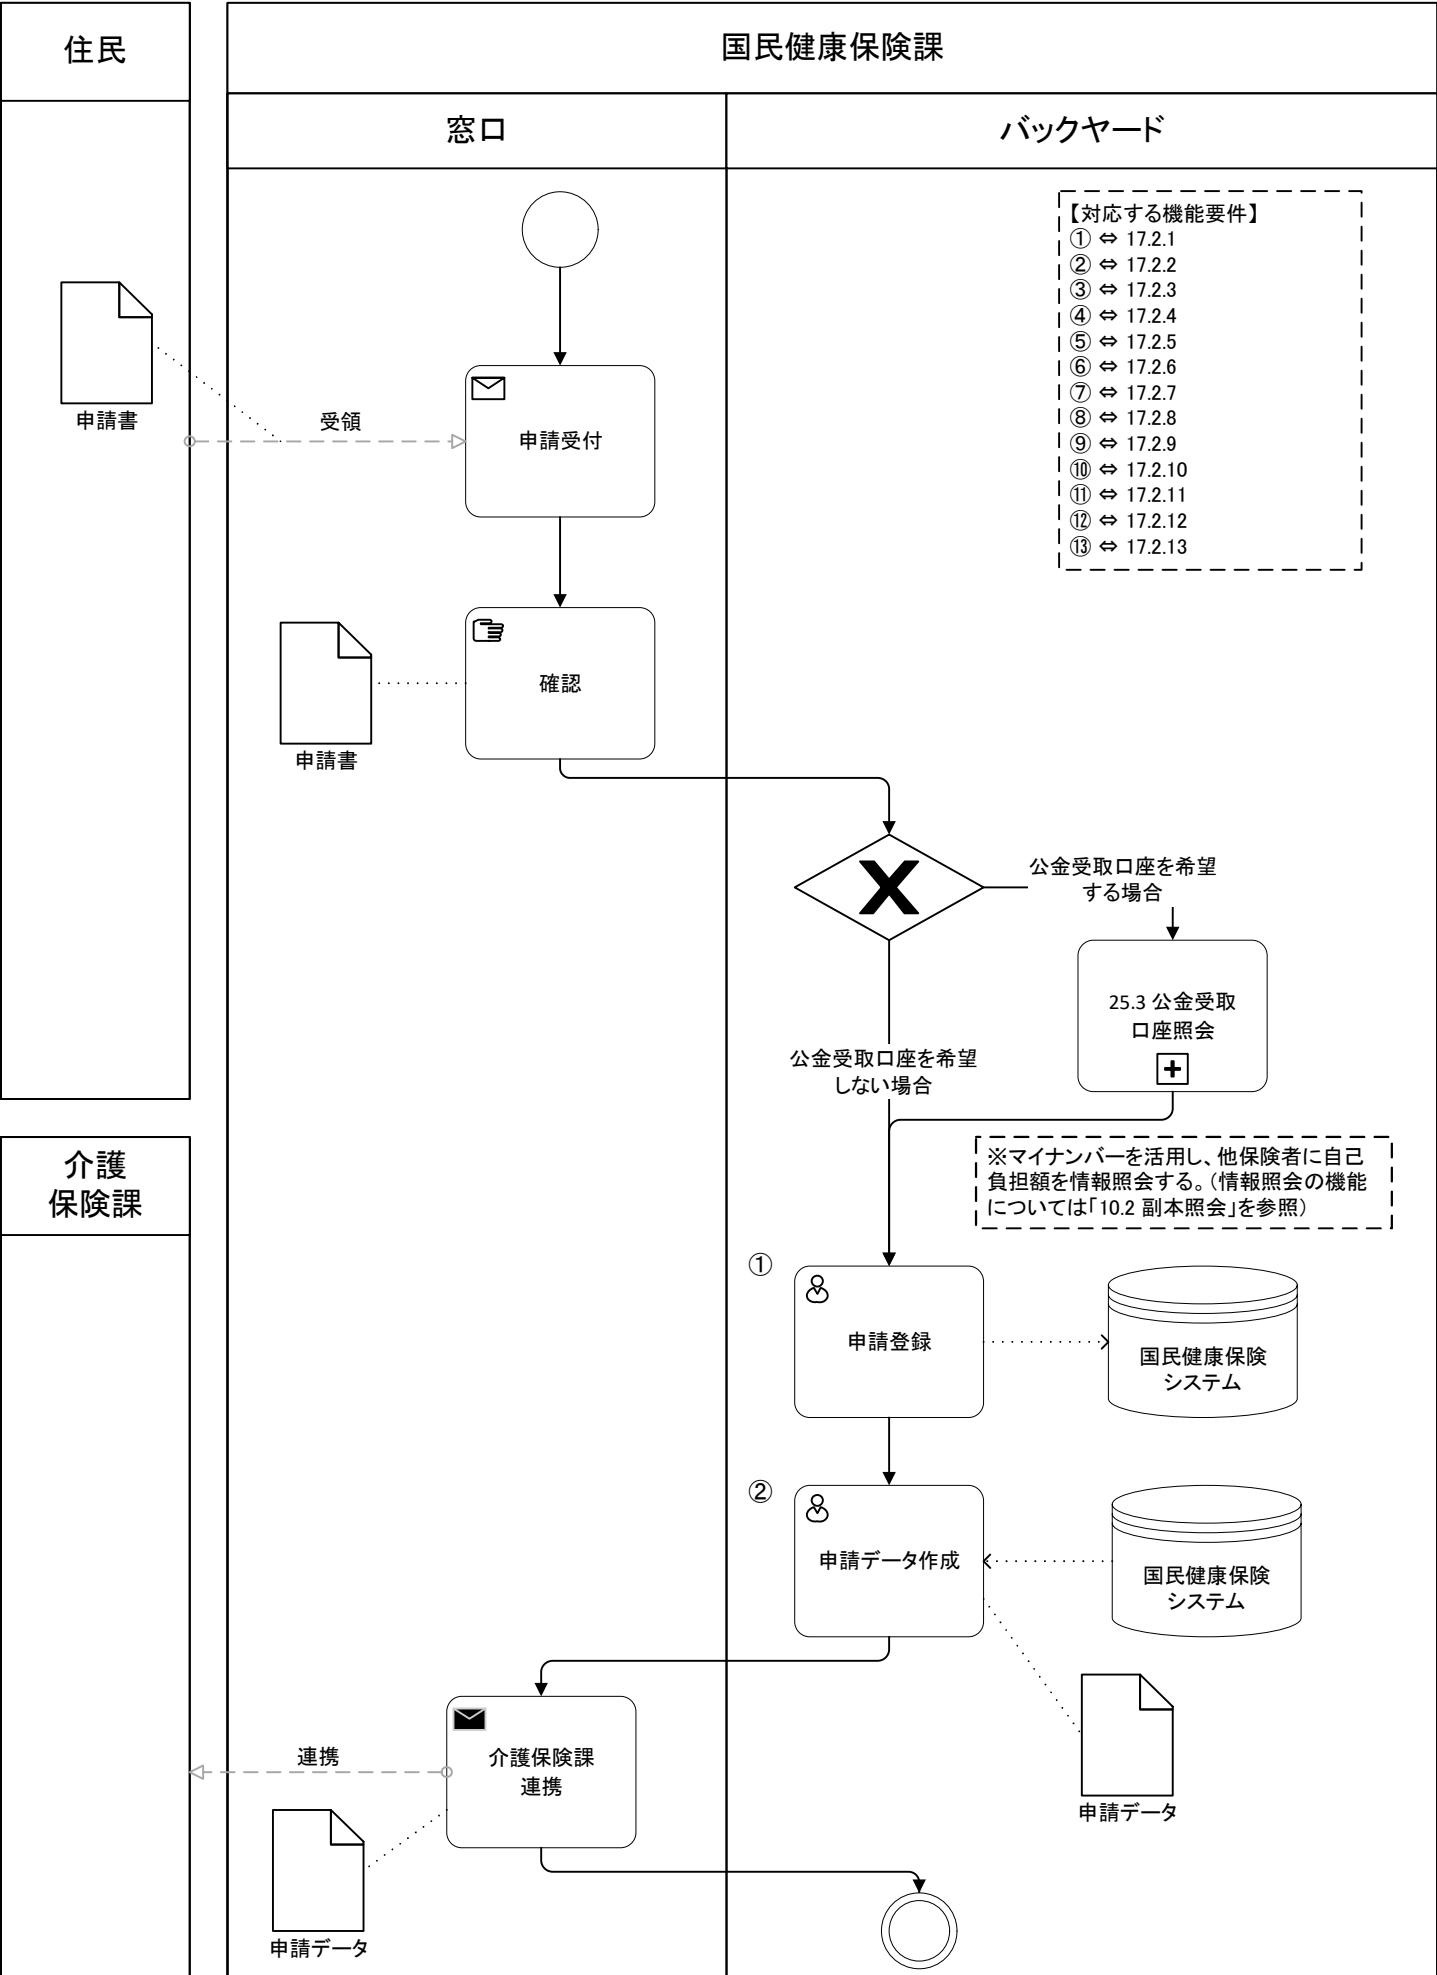 住民
国民健康保険課
窓口
バックヤード
【対応する機能要件】
① ⇔ 17.2.1
② ⇔ 17.2.2
③ ⇔ 17.2.3
④ ⇔ 17.2.4
⑤ ⇔ 17.2.5
⑥ ⇔ 17.2.6
⑦ ⇔ 17.2.7
⑧ ⇔ 17.2.8
⑨ ⇔ 17.2.9
⑩ ⇔ 17.2.10
⑪ ⇔ 17.2.11
⑫ ⇔ 17.2.12
⑬ ⇔ 17.2.13
申請書
受領
申請受付
確認
申請書
公金受取口座を希望
する場合
25.3 公金受取
口座照会
公金受取口座を希望
しない場合
介護
保険課
※マイナンバーを活用し、他保険者に自己
負担額を情報照会する。(情報照会の機能
については「10.2 副本照会」を参照)
①
申請登録
国民健康保険
システム
②
申請データ作成
国民健康保険
システム
連携
介護保険課
連携
申請データ
申請データ